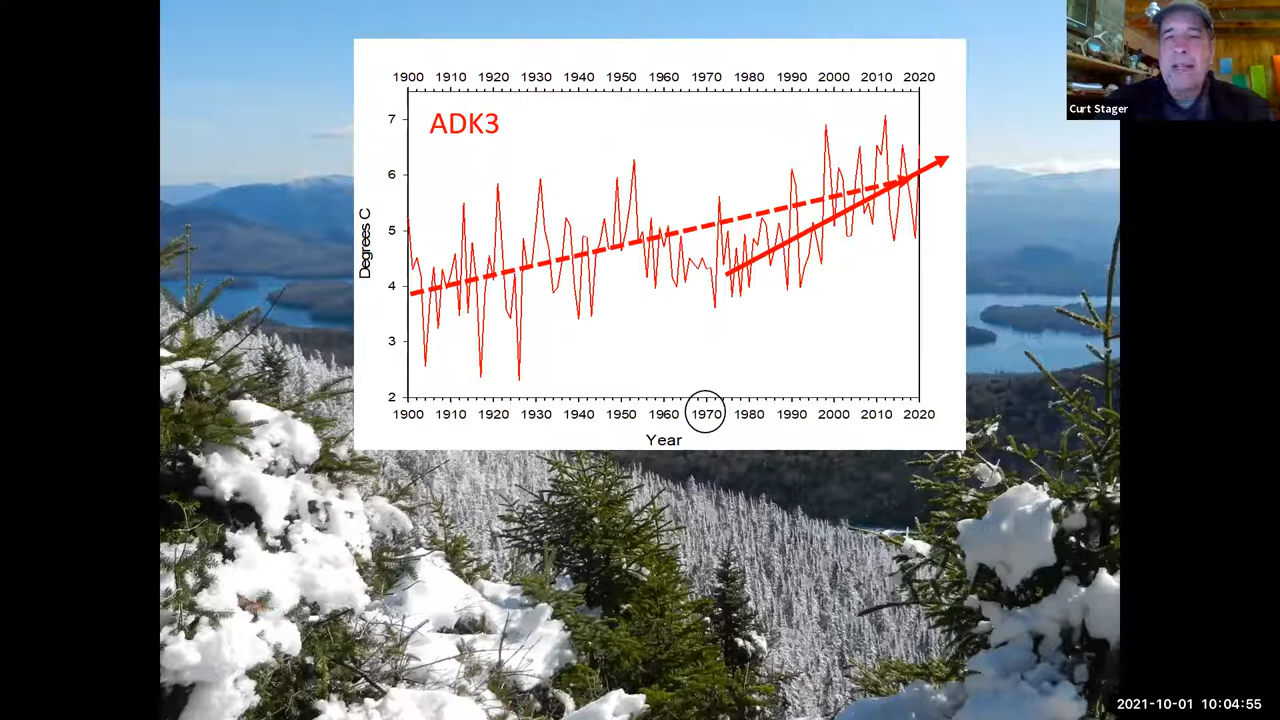 1900 1910 1920 1930 1940 1950 1960 1970 1980 1990 2000 2010 2020
ADK3
7
6
5
4
3
2
Degrees C
1900 1910 1920 1930 1940 1950 1960 1970 1980 1990 2000 2010 2020
Year
Curt Stager
2021-10-01 10:04:55